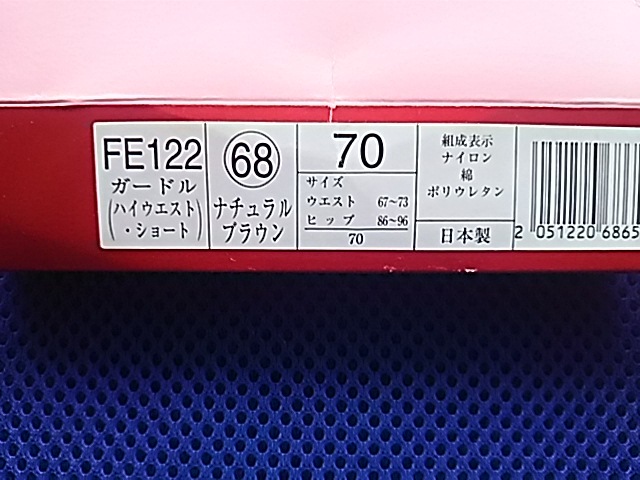 FE122
ガードル
(ハイウエスト
・ショート)
68
ナチュラル
ブラウン
70
サイズ
ウエスト 67~73
ヒップ 86~96
70
組成表示
ナイロン
綿
ポリウレタン
日本製
2 051220 6865